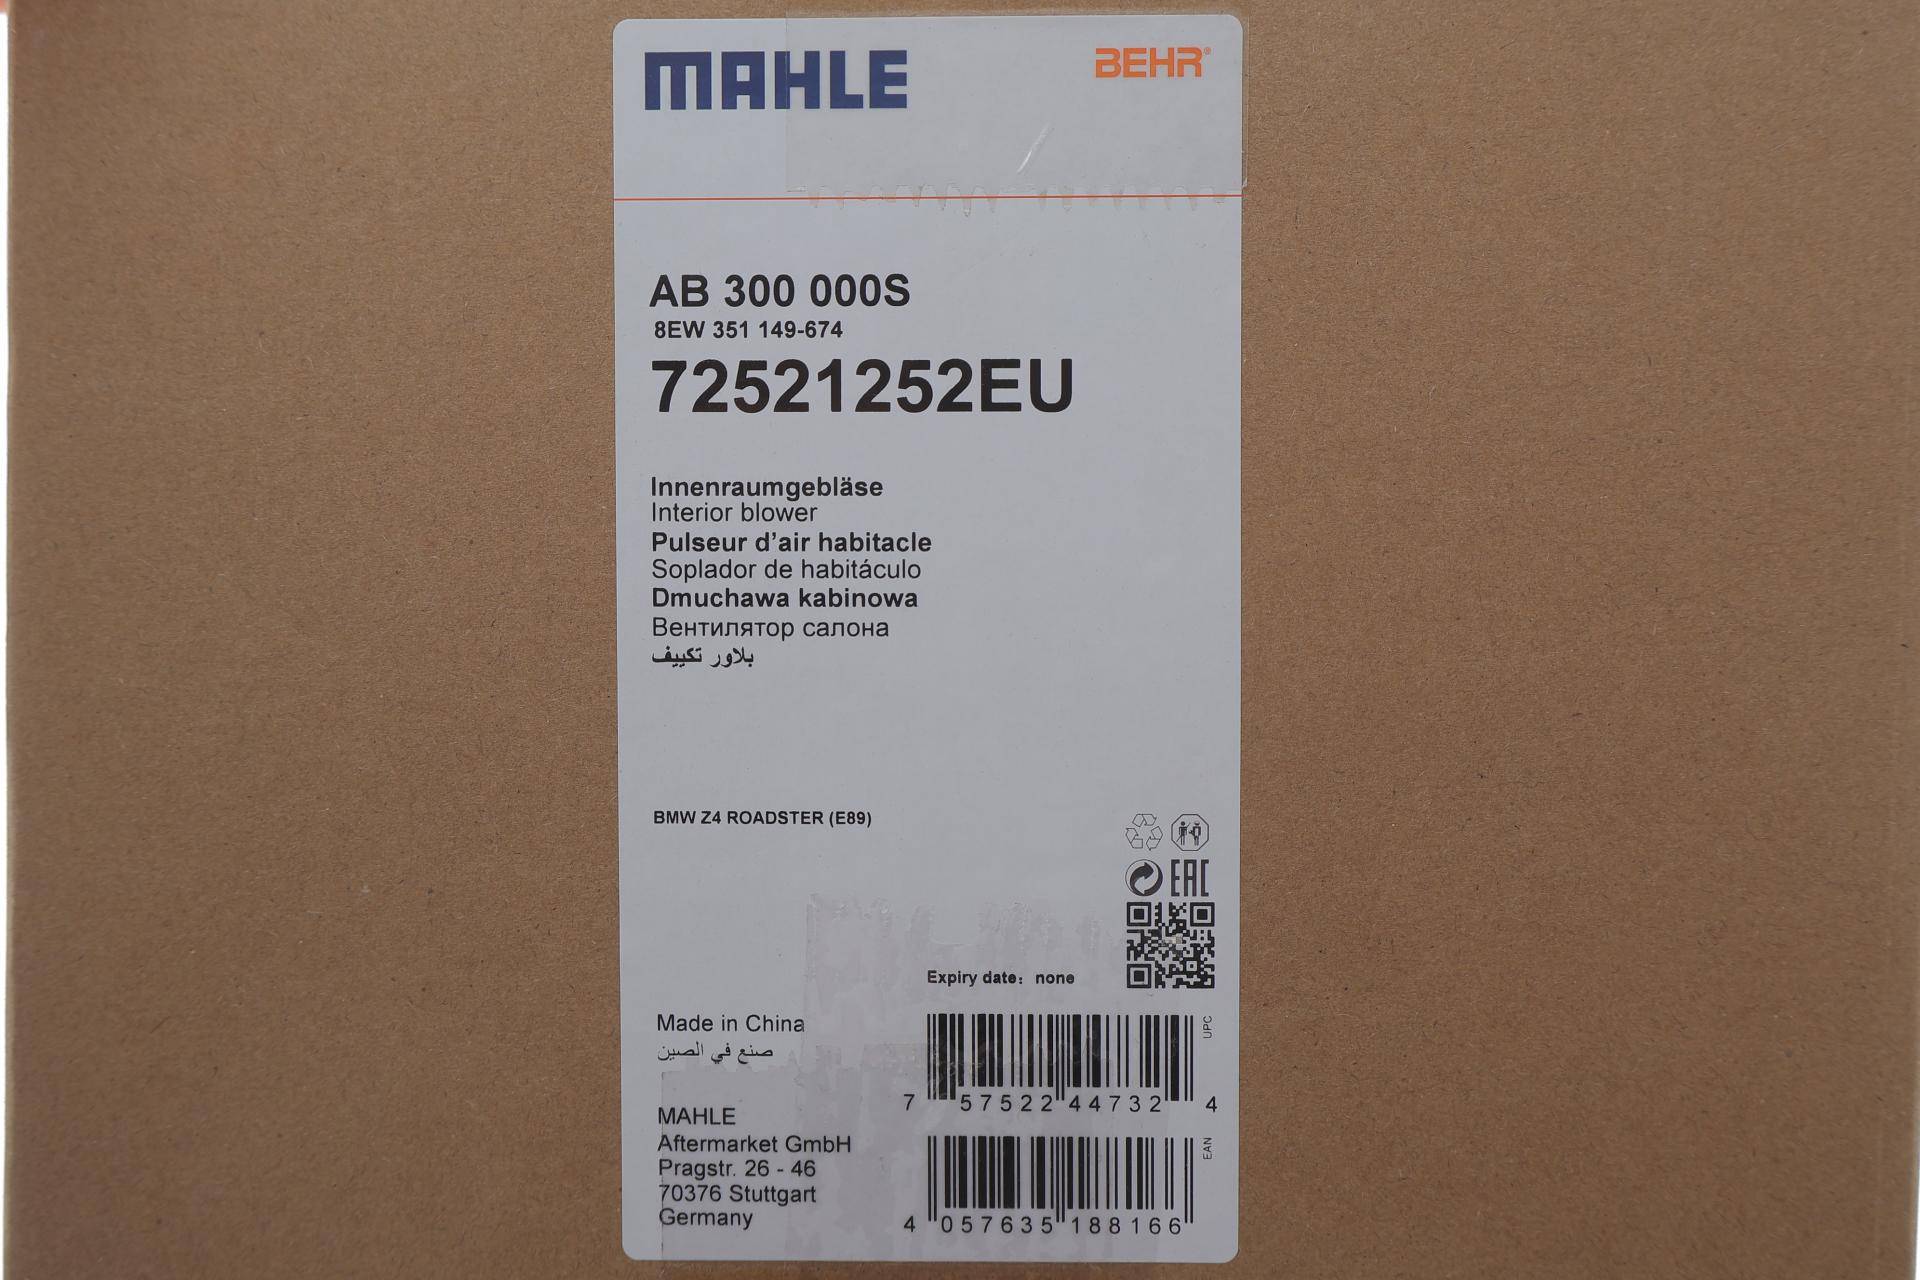 MAHLE
BEHR®
AB 300 000S
8EW 351 149-674
72521252EU
Innenraumgebläse
Interior blower
Pulseur d’air habitacle
Soplador de habitáculo
Dmuchawa kabinowa
Вентилятор салона
بلاور تكييف
BMW Z4 ROADSTER (E89)
EAC
Expiry date: none
Made in China
صنع في الصين
UPC
7 57522 44732 4
MAHLE
Aftermarket GmbH
Pragstr. 26 - 46
70376 Stuttgart
Germany
EAN
4 057635 188166